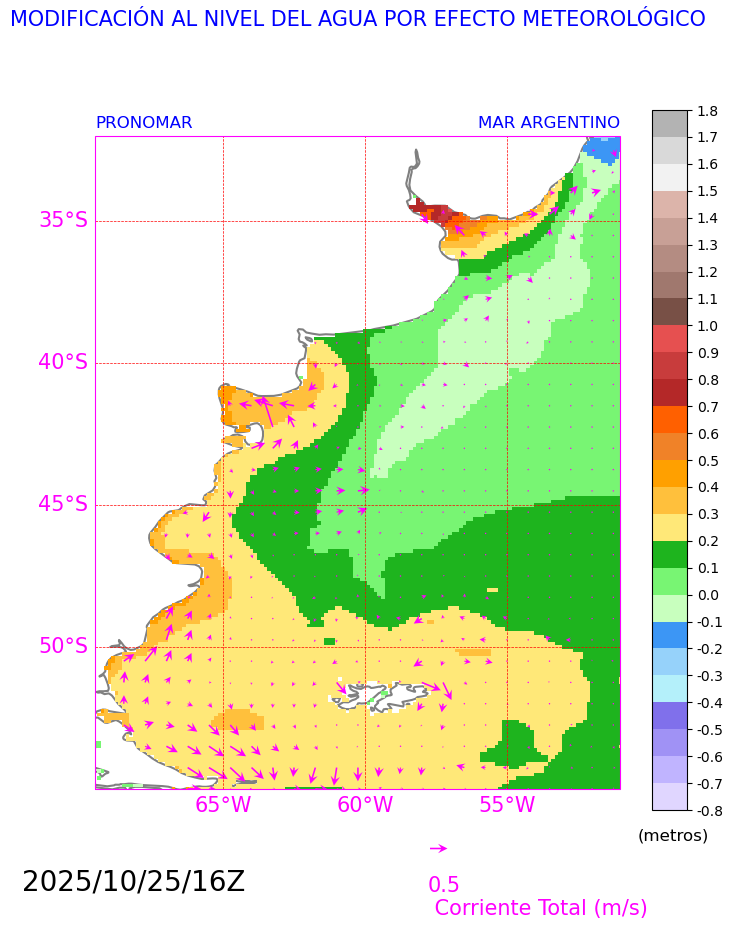 MODIFICACIÓN AL NIVEL DEL AGUA POR EFECTO METEOROLÓGICO
PRONOMAR MAR ARGENTINO
35°S
40°S
45°S
50°S
65°W 60°W 55°W
1.8
1.7
1.6
1.5
1.4
1.3
1.2
1.1
1.0
0.9
0.8
0.7
0.6
0.5
0.4
0.3
0.2
0.1
0.0
-0.1
-0.2
-0.3
-0.4
-0.5
-0.6
-0.7
-0.8
(metros)
2025/10/25/16Z
0.5
Corriente Total (m/s)